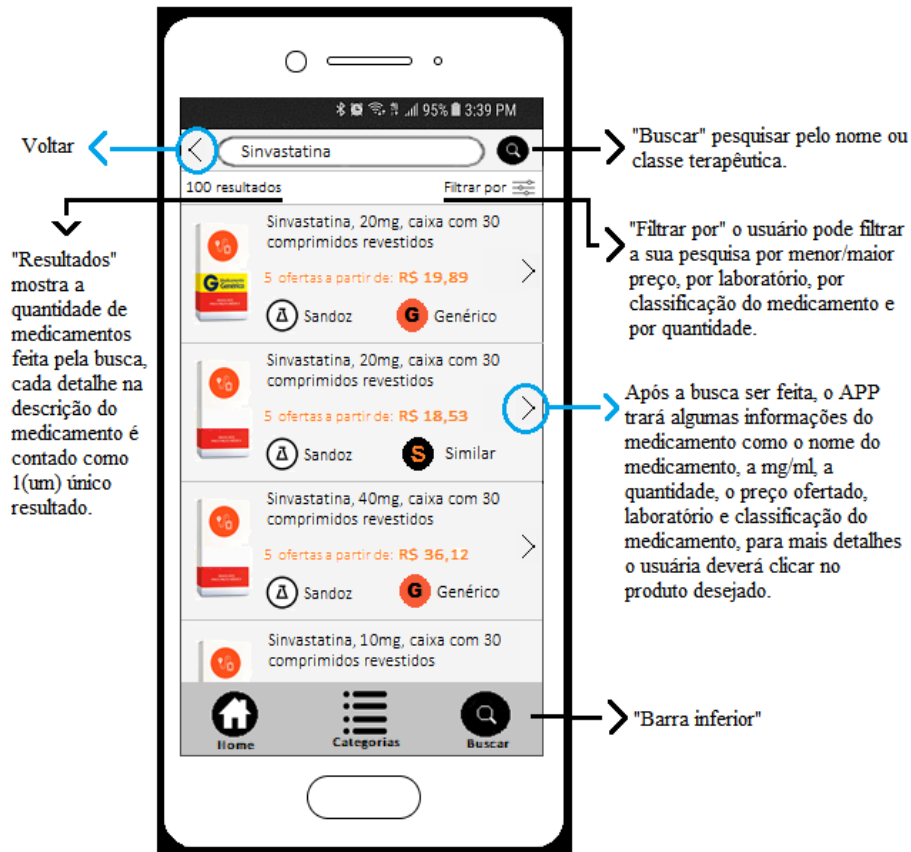 95% 3:39 PM
Voltar
Sinvastatina
"Buscar" pesquisar pelo nome ou
classe terapêutica.
100 resultados
Filtrar por
"Resultados"
mostra a
quantidade de
medicamentos
feita pela busca,
cada detalhe na
descrição do
medicamento é
contado como
1(um) único
resultado.
"Filtrar por" o usuário pode filtrar
a sua pesquisa por menor/maior
preço, por laboratório, por
classificação do medicamento e
por quantidade.
Sinvastatina, 20mg, caixa com 30
comprimidos revestidos
5 ofertas a partir de: R$ 19,89
G Medicamento
Genérico
Sandoz
G Genérico
Sinvastatina, 20mg, caixa com 30
comprimidos revestidos
5 ofertas a partir de: R$ 18,53
Sandoz
S Similar
Após a busca ser feita, o APP
trará algumas informações do
medicamento como o nome do
medicamento, a mg/ml, a
quantidade, o preço ofertado,
laboratório e classificação do
medicamento, para mais detalhes
o usuária deverá clicar no
produto desejado.
Sinvastatina, 40mg, caixa com 30
comprimidos revestidos
5 ofertas a partir de: R$ 36,12
Sandoz
G Genérico
Sinvastatina, 10mg, caixa com 30
comprimidos revestidos
Home
Categorias
Buscar
"Barra inferior"